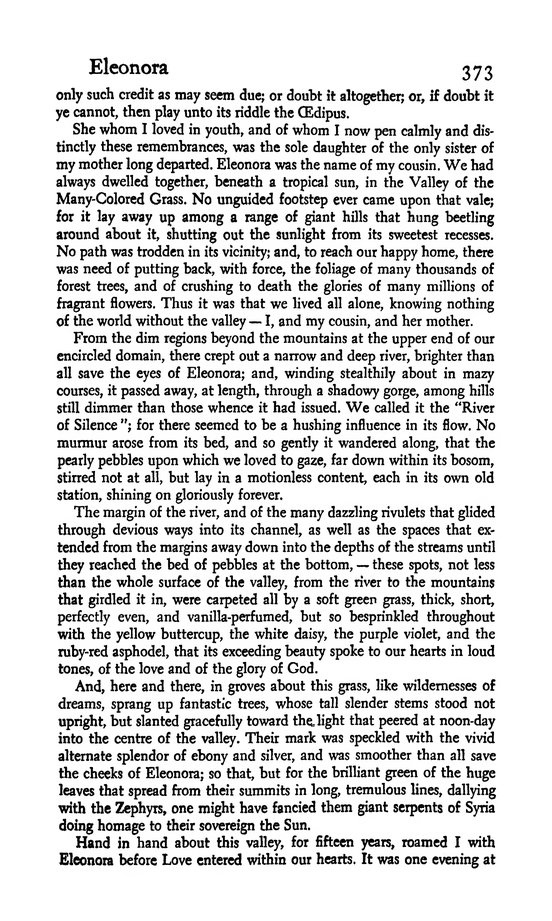 Eleonora 373
only such credit as may seem due; or doubt it altogether; or, if doubt it
ye cannot, then play unto its riddle the Œdipus.
She whom I loved in youth, and of whom I now pen calmly and dis-
tinctly these remembrances, was the sole daughter of the only sister of
my mother long departed. Eleonora was the name of my cousin. We had
always dwelled together, beneath a tropical sun, in the Valley of the
Many-Colored Grass. No unguided footstep ever came upon that vale;
for it lay away up among a range of giant hills that hung beetling
around about it, shutting out the sunlight from its sweetest recesses.
No path was trodden in its vicinity; and, to reach our happy home, there
was need of putting back, with force, the foliage of many thousands of
forest trees, and of crushing to death the glories of many millions of
fragrant flowers. Thus it was that we lived all alone, knowing nothing
of the world without the valley — I, and my cousin, and her mother.
From the dim regions beyond the mountains at the upper end of our
encircled domain, there crept out a narrow and deep river, brighter than
all save the eyes of Eleonora; and, winding stealthily about in mazy
courses, it passed away, at length, through a shadowy gorge, among hills
still dimmer than those whence it had issued. We called it the "River
of Silence"; for there seemed to be a hushing influence in its flow. No
murmur arose from its bed, and so gently it wandered along, that the
pearly pebbles upon which we loved to gaze, far down within its bosom,
stirred not at all, but lay in a motionless content, each in its own old
station, shining on gloriously forever.
The margin of the river, and of the many dazzling rivulets that glided
through devious ways into its channel, as well as the spaces that ex-
tended from the margins away down into the depths of the streams until
they reached the bed of pebbles at the bottom, — these spots, not less
than the whole surface of the valley, from the river to the mountains
that girdled it in, were carpeted all by a soft green grass, thick, short,
perfectly even, and vanilla-perfumed, but so besprinkled throughout
with the yellow buttercup, the white daisy, the purple violet, and the
ruby-red asphodel, that its exceeding beauty spoke to our hearts in loud
tones, of the love and of the glory of God.
And, here and there, in groves about this grass, like wildernesses of
dreams, sprang up fantastic trees, whose tall slender stems stood not
upright, but slanted gracefully toward the light that peered at noon-day
into the centre of the valley. Their mark was speckled with the vivid
alternate splendor of ebony and silver, and was smoother than all save
the cheeks of Eleonora; so that, but for the brilliant green of the huge
leaves that spread from their summits in long, tremulous lines, dallying
with the Zephyrs, one might have fancied them giant serpents of Syria
doing homage to their sovereign the Sun.
Hand in hand about this valley, for fifteen years, roamed I with
Eleonora before Love entered within our hearts. It was one evening at